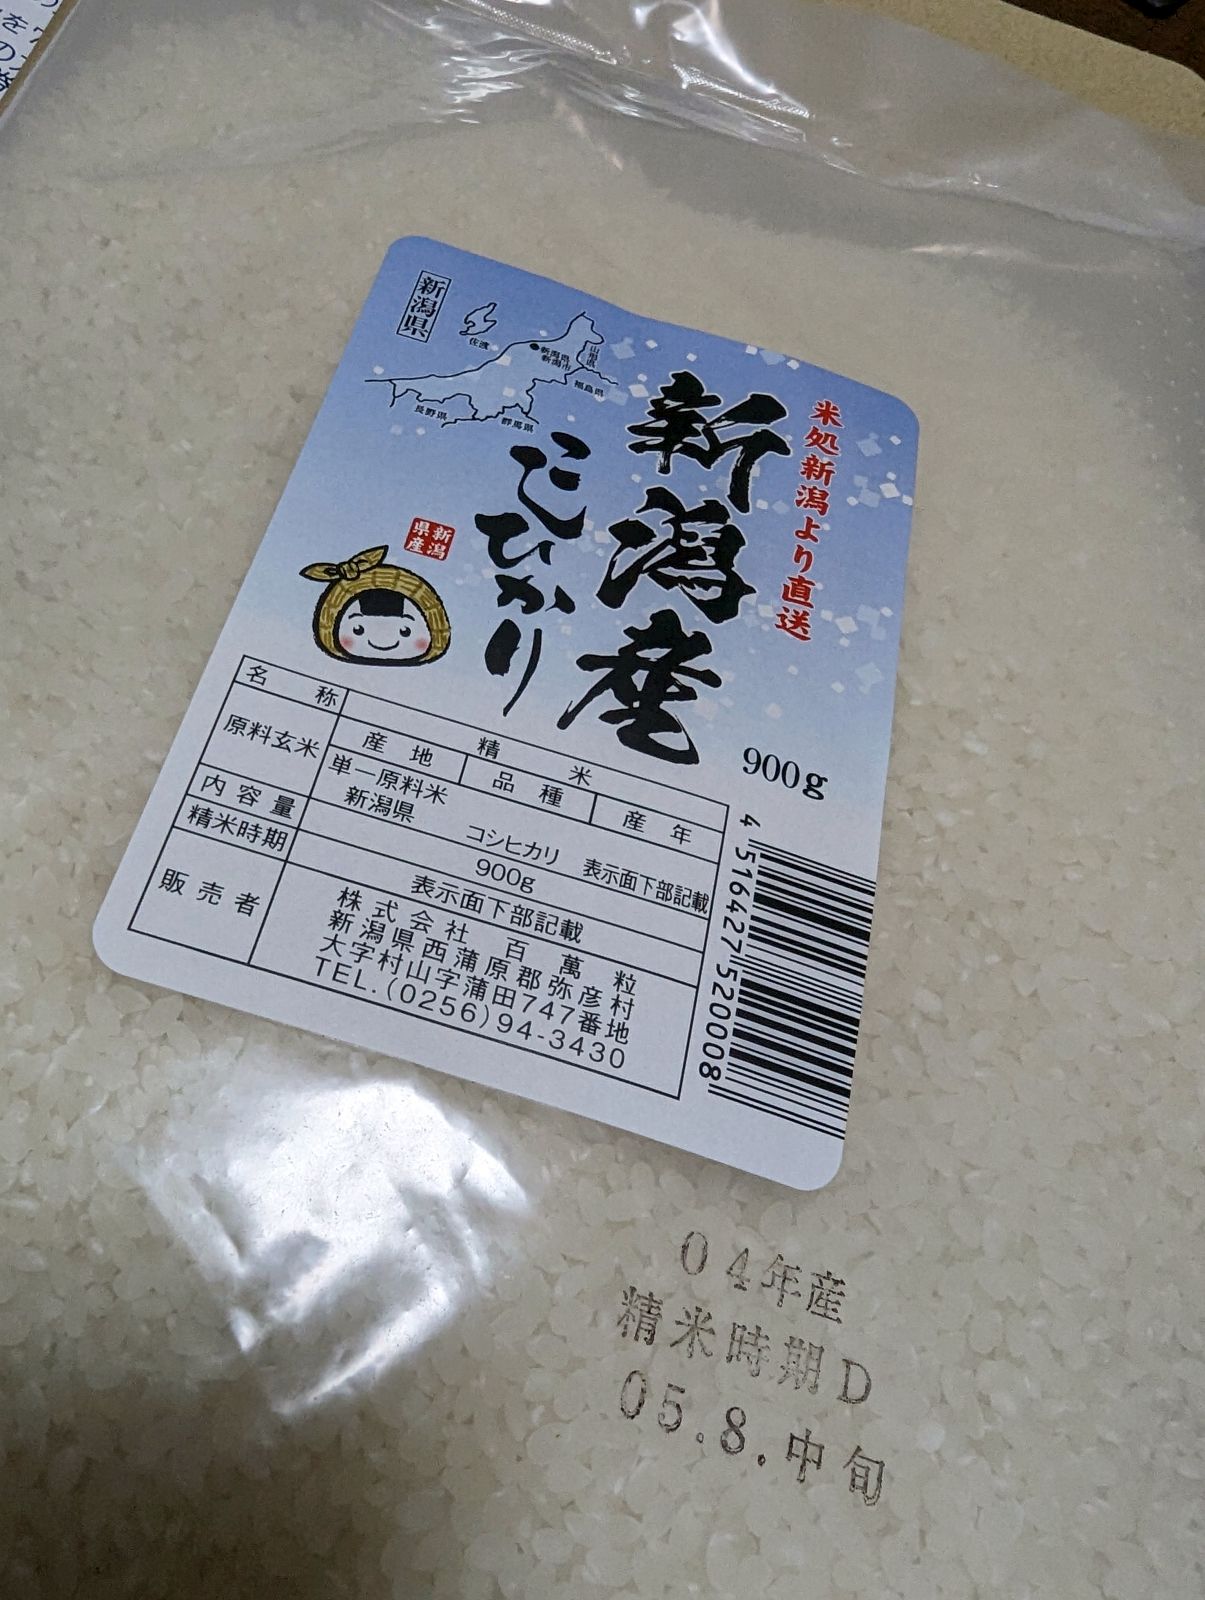 新潟県
佐渡
新潟県
新潟市
山形県
福島県
長野県
群馬県
米処新潟より直送
新潟産
こしひかり
新潟
県産
900g
名称 精米
原料玄米 産地 品種 産年
単一原料米
新潟県 コシヒカリ 表示面下部記載
内容量 900g
精米時期 表示面下部記載
販売者 株式会社 百萬粒
新潟県西蒲原郡弥彦村
大字村山字蒲田747番地
TEL.(0256)94-3430
4 516427 520008
04年産
精米時期D
05.8.中旬